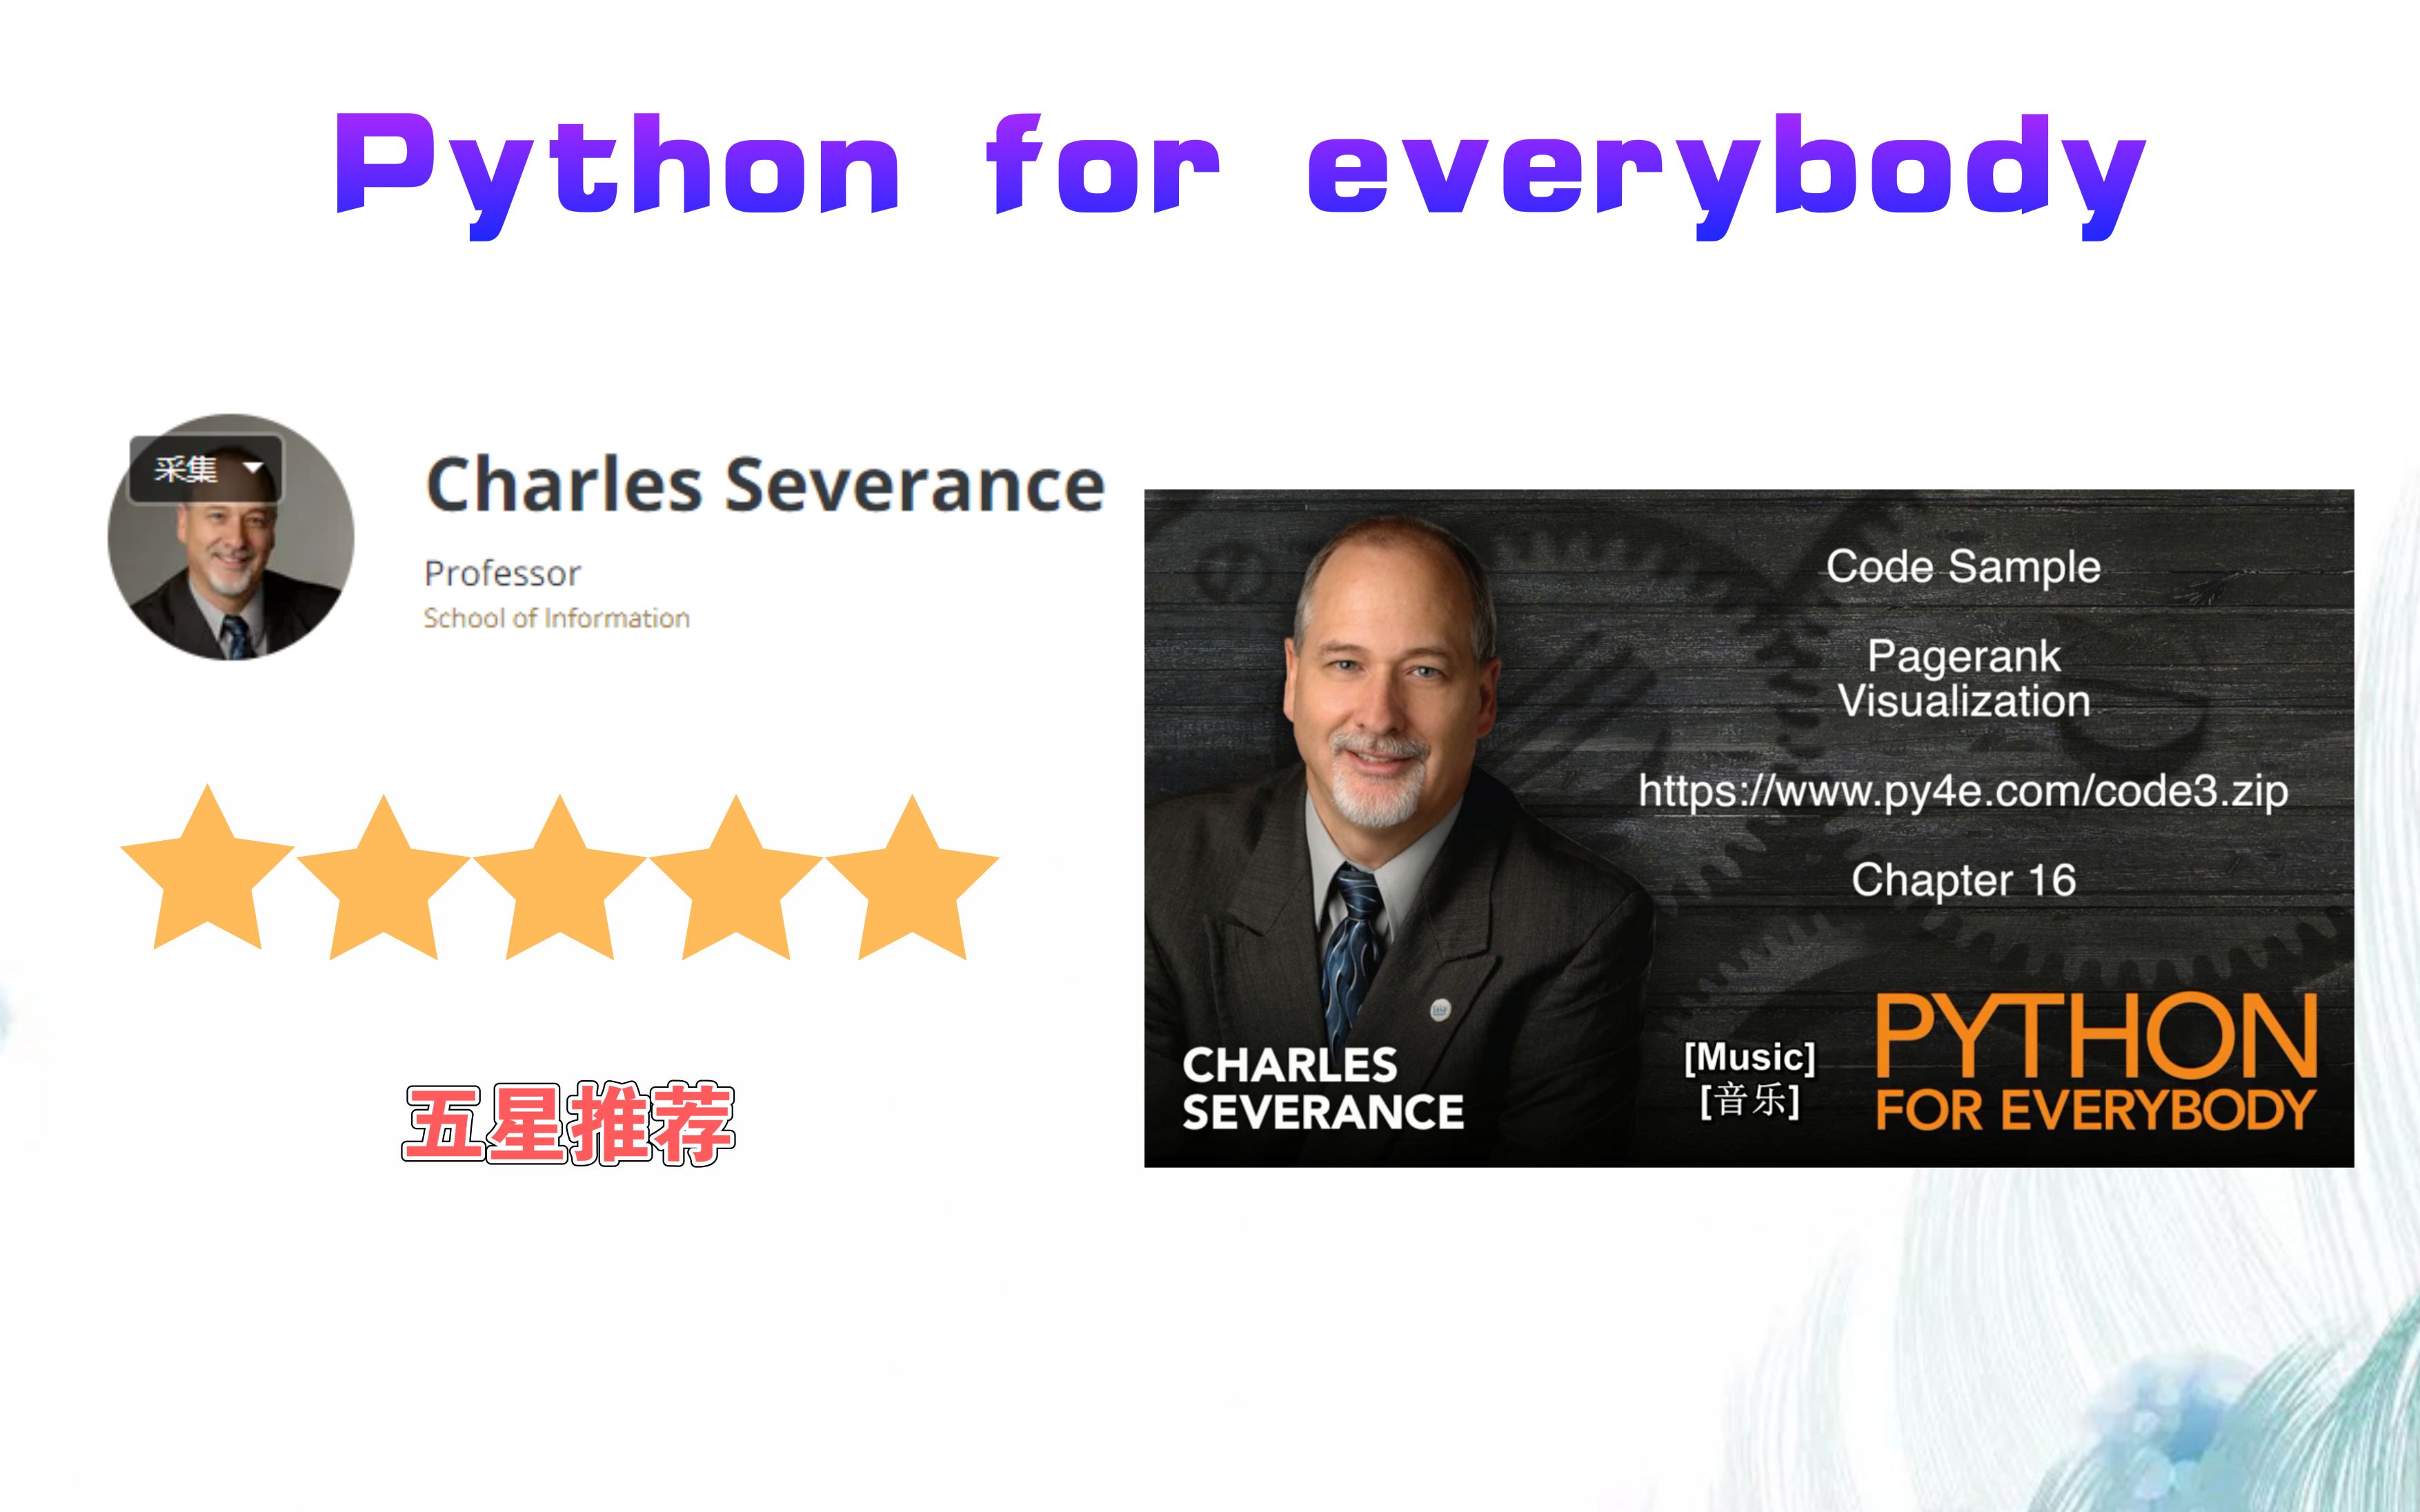 Python for everybody
采集
Charles Severance
Professor
School of Information
五星推荐
Code Sample
Pagerank
Visualization
https://www.py4e.com/code3.zip
Chapter 16
CHARLES
SEVERANCE
[Music]
[音乐]
PYTHON
FOR EVERYBODY